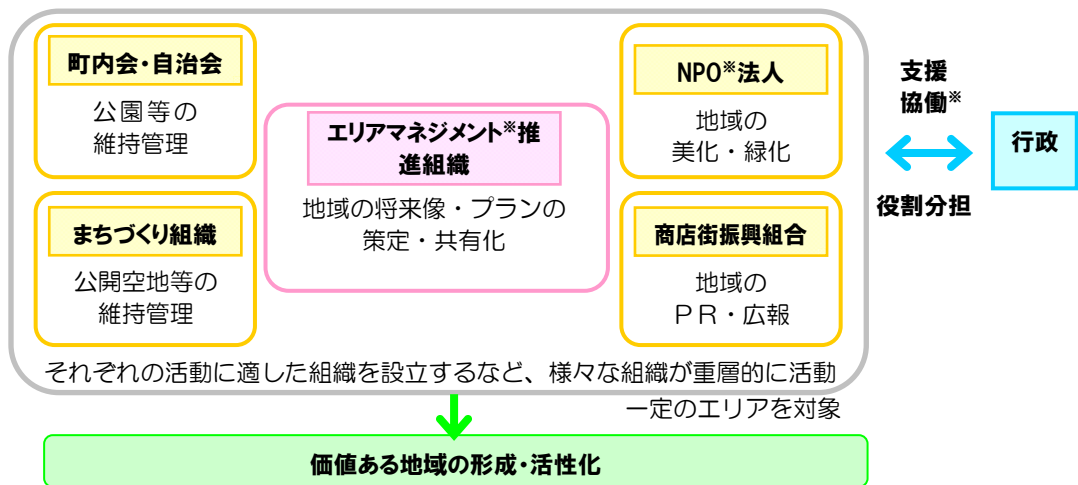 町内会・自治会
公園等の
維持管理
まちづくり組織
公開空地等の
維持管理
エリアマネジメント※推
進組織
地域の将来像・プランの
策定・共有化
NPO※法人
地域の
美化・緑化
商店街振興組合
地域の
ＰＲ・広報
それぞれの活動に適した組織を設立するなど、様々な組織が重層的に活動
一定のエリアを対象
支援
協働※
役割分担
行政
価値ある地域の形成・活性化